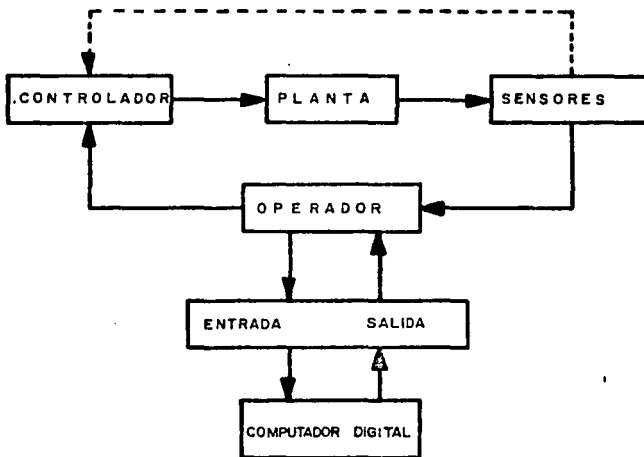 .CONTROLADOR
PLANTA
SENSORES
OPERADOR
ENTRADA SALIDA
COMPUTADOR DIGITAL